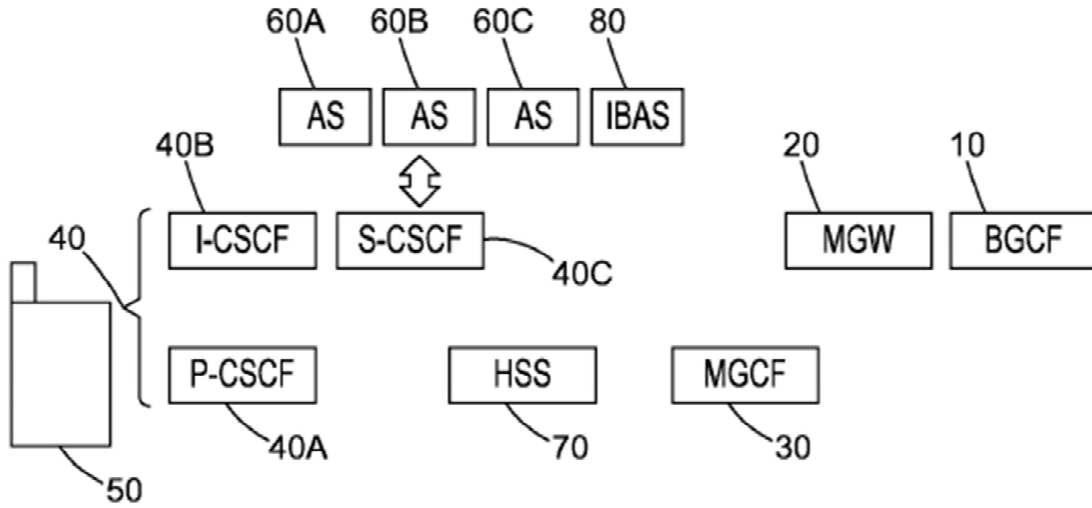 60A 60B 60C 80
AS AS AS IBAS
40B 20 10
40 I-CSCF S-CSCF MGW BGCF
40C
P-CSCF HSS MGCF
40A 70 30
50